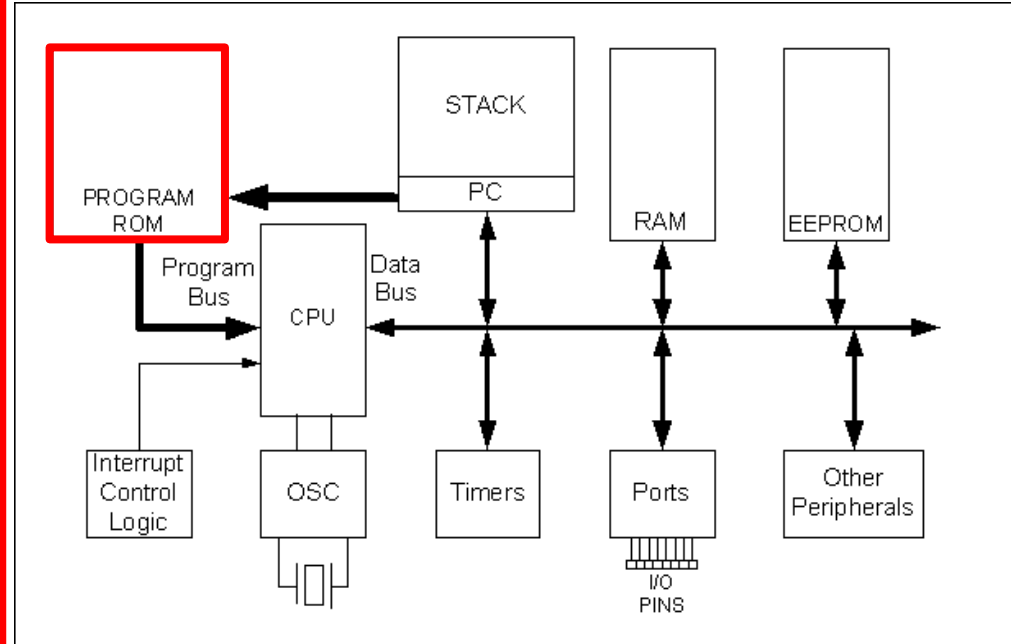 STACK
PC
PROGRAM
ROM
RAM
EEPROM
Program
Bus
Data
Bus
CPU
Interrupt
Control
Logic
OSC
Timers
Ports
Other
Peripherals
I/O
PINS